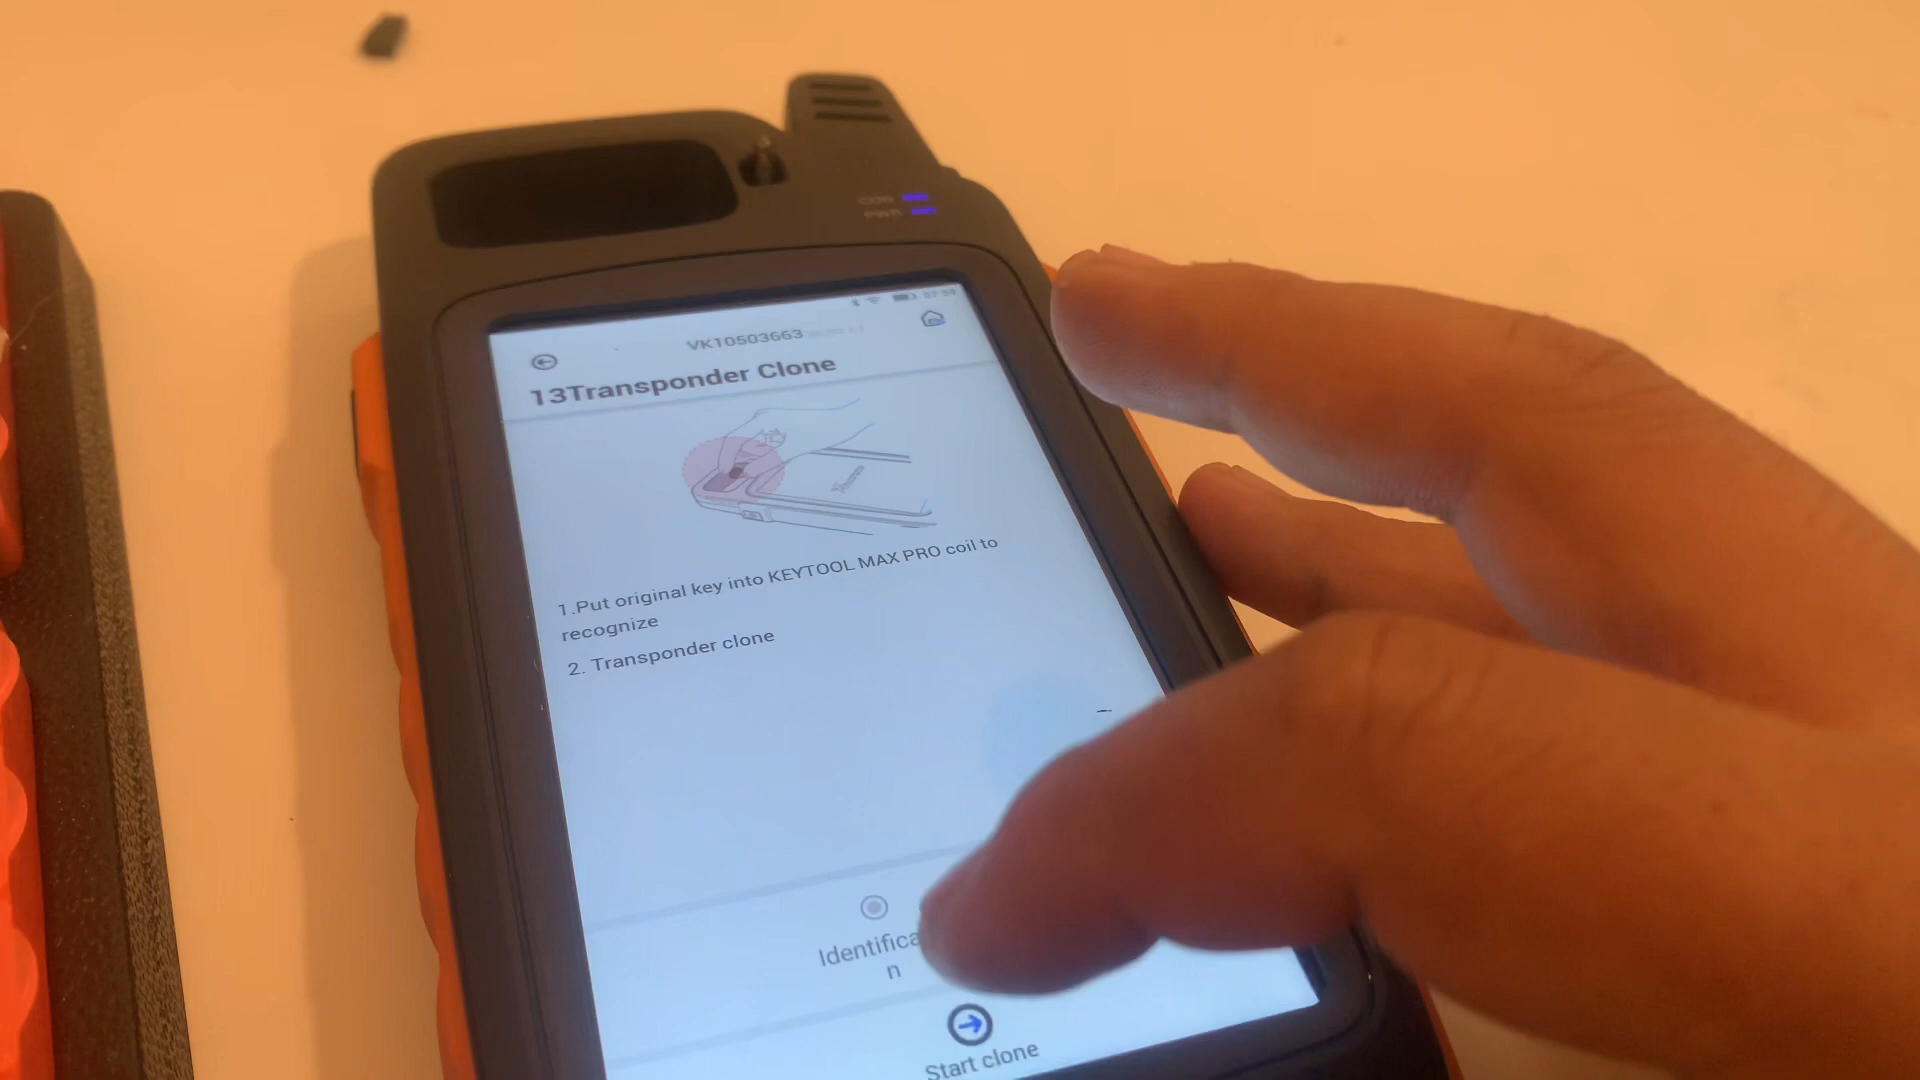 PWR
VK10503663
13Transponder Clone
1.Put original key into KEYTOOL MAX PRO coil to
recognize
2. Transponder clone
Identifica
n
Start clone